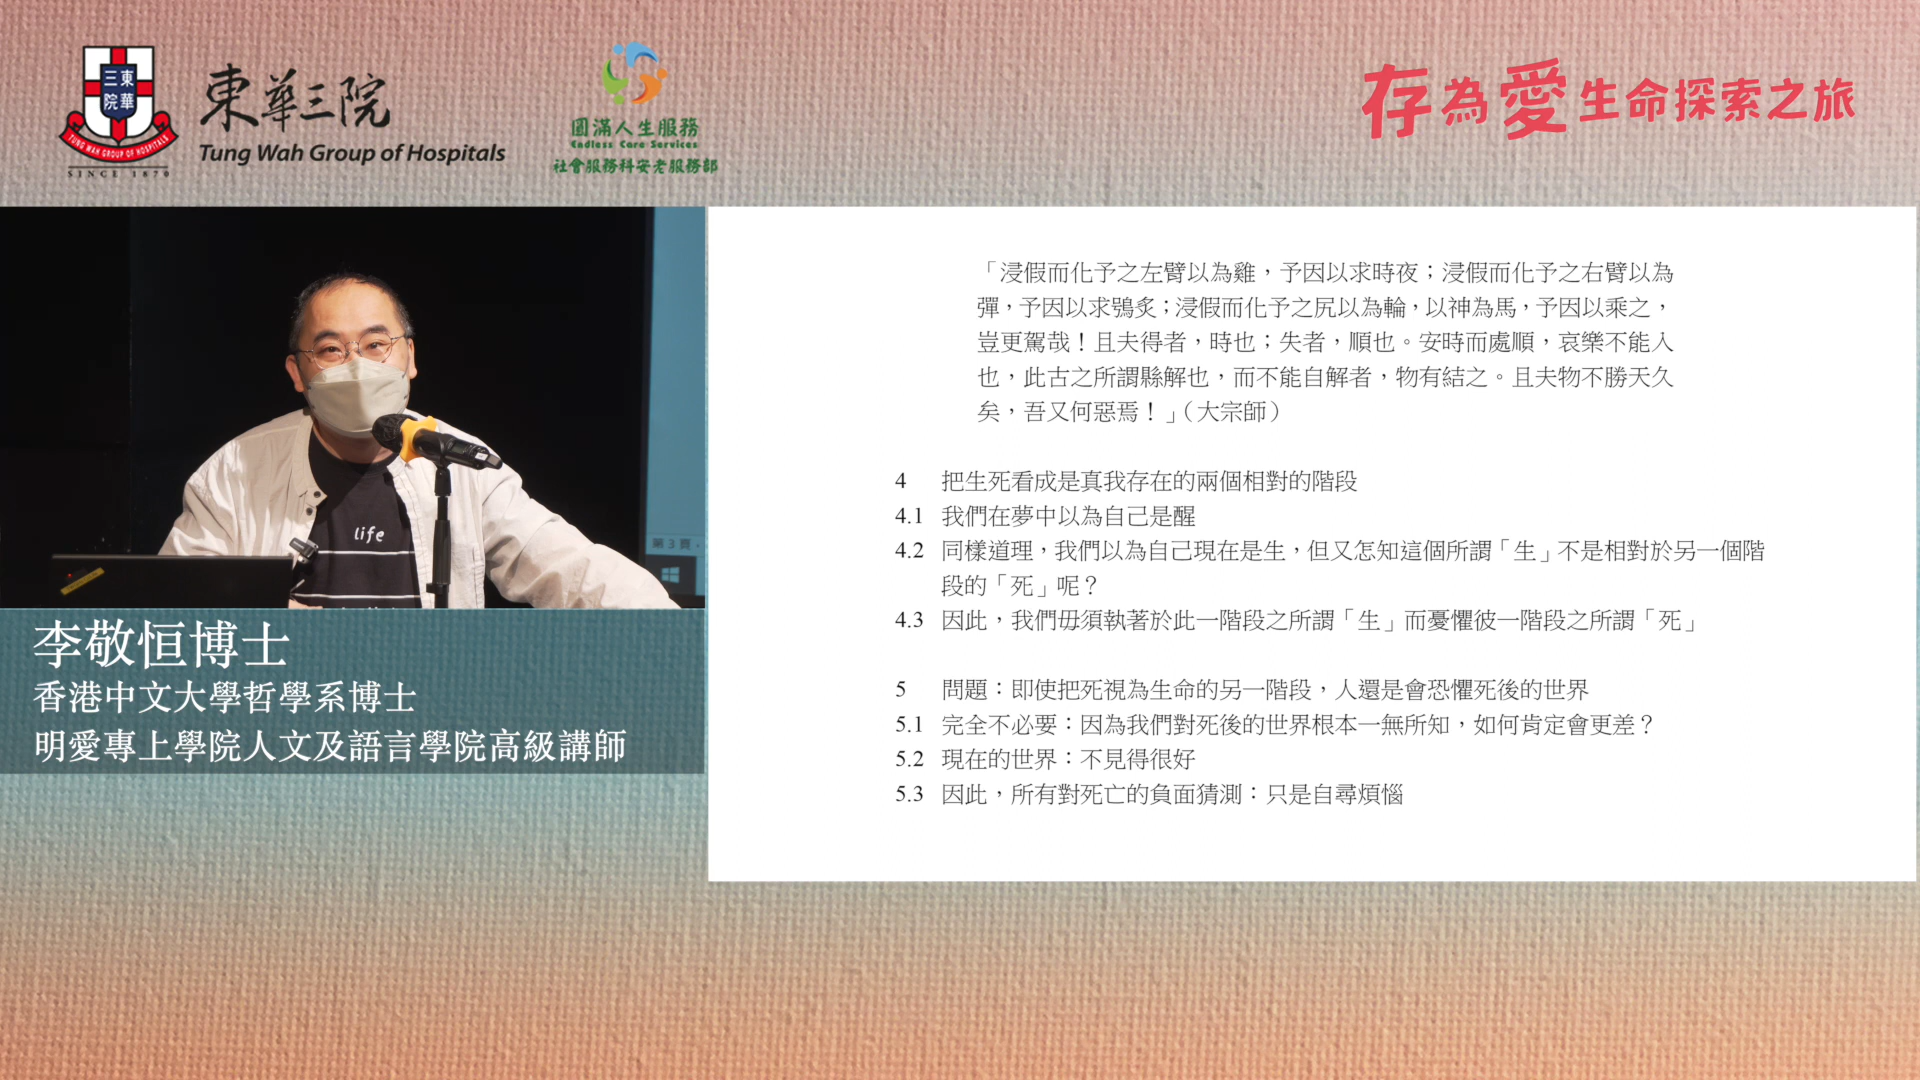 東華三院
TUNG WAH GROUP OF HOSPITALS
SINCE 1870
東華三院
Tung Wah Group of Hospitals
圓滿人生服務
Endless Care Services
社會服務科安老服務部
存為愛生命探索之旅
life
第3頁
李敬恒博士
香港中文大學哲學系博士
明愛專上學院人文及語言學院高級講師
「浸假而化予之左臂以為雞，予因以求時夜；浸假而化予之右臂以為
彈，予因以求鴞炙；浸假而化予之尻以為輪，以神為馬，予因以乘之，
豈更駕哉！且夫得者，時也；失者，順也。安時而處順，哀樂不能入
也，此古之所謂縣解也，而不能自解者，物有結之。且夫物不勝天久
矣，吾又何惡焉！」（大宗師）
4 把生死看成是真我存在的兩個相對的階段
4.1 我們在夢中以為自己是醒
4.2 同樣道理，我們以為自己現在是生，但又怎知這個所謂「生」不是相對於另一個階
段的「死」呢？
4.3 因此，我們毋須執著於此一階段之所謂「生」而憂懼彼一階段之所謂「死」
5 問題：即使把死視為生命的另一階段，人還是會恐懼死後的世界
5.1 完全不必要：因為我們對死後的世界根本一無所知，如何肯定會更差？
5.2 現在的世界：不見得很好
5.3 因此，所有對死亡的負面猜測：只是自尋煩惱